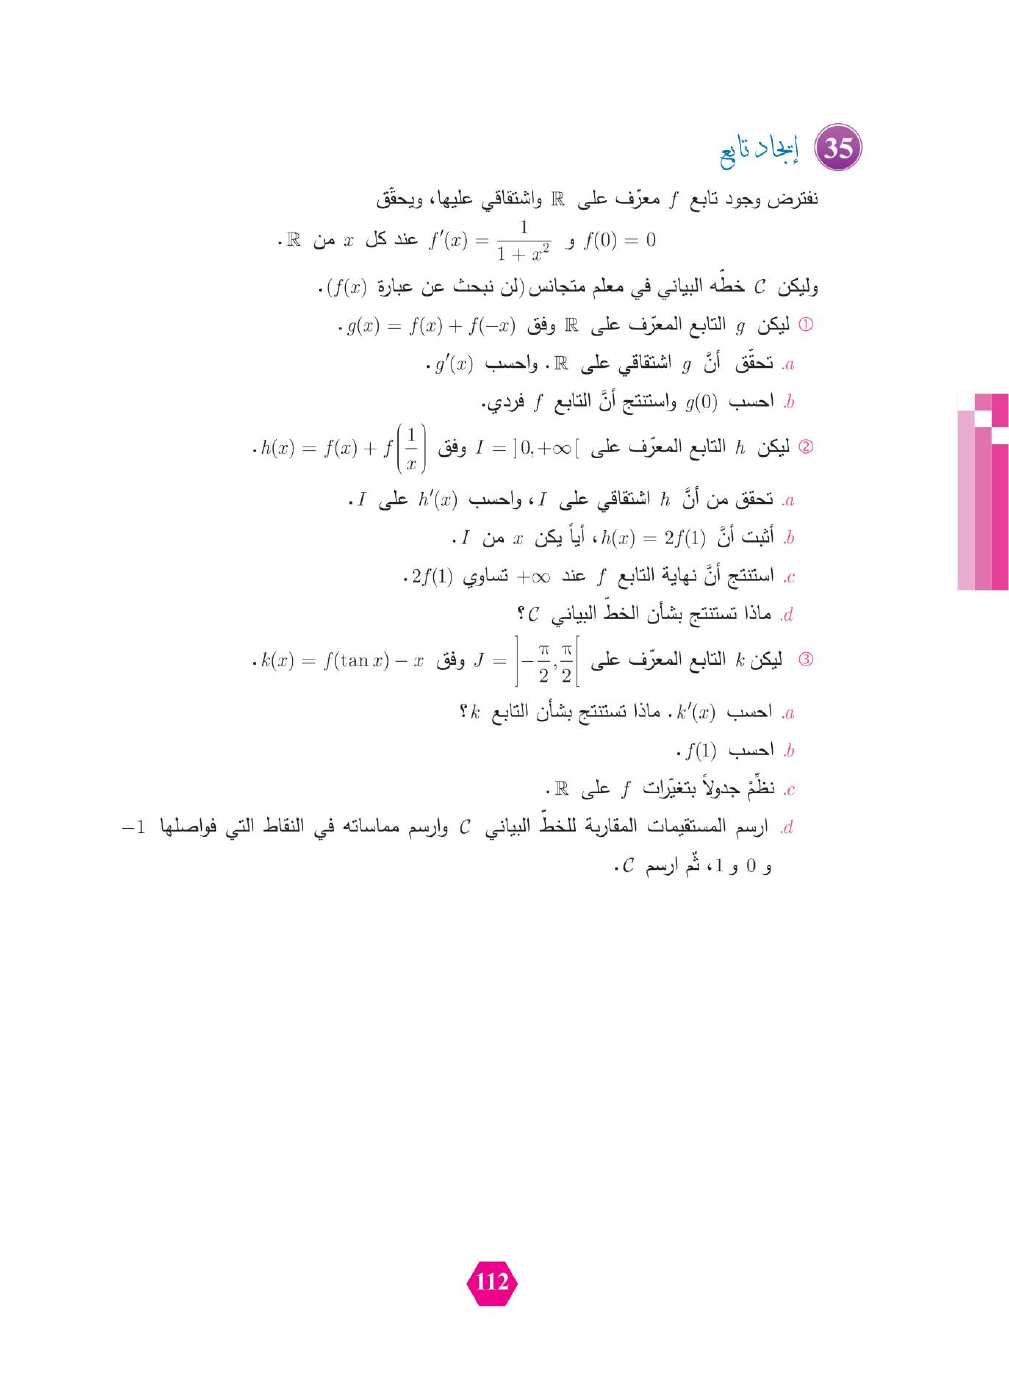 35 إيجاد تابع
نفترض وجود تابع f معرّف على ℝ واشتقاقي عليها، ويحقّق
f(0) = 0 و f′(x) = 1/(1 + x²) عند كل x من ℝ.
وليكن C خطّه البياني في معلم متجانس (لن نبحث عن عبارة f(x)).
① ليكن g التابع المعرّف على ℝ وفق g(x) = f(x) + f(−x).
a. تحقّق أنَّ g اشتقاقي على ℝ. واحسب g′(x).
b. احسب g(0) واستنتج أنَّ التابع f فردي.
② ليكن h التابع المعرّف على I = ]0,+∞[ وفق h(x) = f(x) + f(1/x).
a. تحقق من أنَّ h اشتقاقي على I، واحسب h′(x) على I.
b. أثبت أنَّ h(x) = 2f(1)، أياً يكن x من I.
c. استنتج أنَّ نهاية التابع f عند +∞ تساوي 2f(1).
d. ماذا تستنتج بشأن الخطّ البياني C؟
③ ليكن k التابع المعرّف على J = ]−π/2, π/2[ وفق k(x) = f(tan x) − x.
a. احسب k′(x). ماذا تستنتج بشأن التابع k؟
b. احسب f(1).
c. نظِّمْ جدولاً بتغيّرات f على ℝ.
d. ارسم المستقيمات المقاربة للخطّ البياني C وارسم مماساته في النقاط التي فواصلها −1
و 0 و 1، ثّم ارسم C.
112